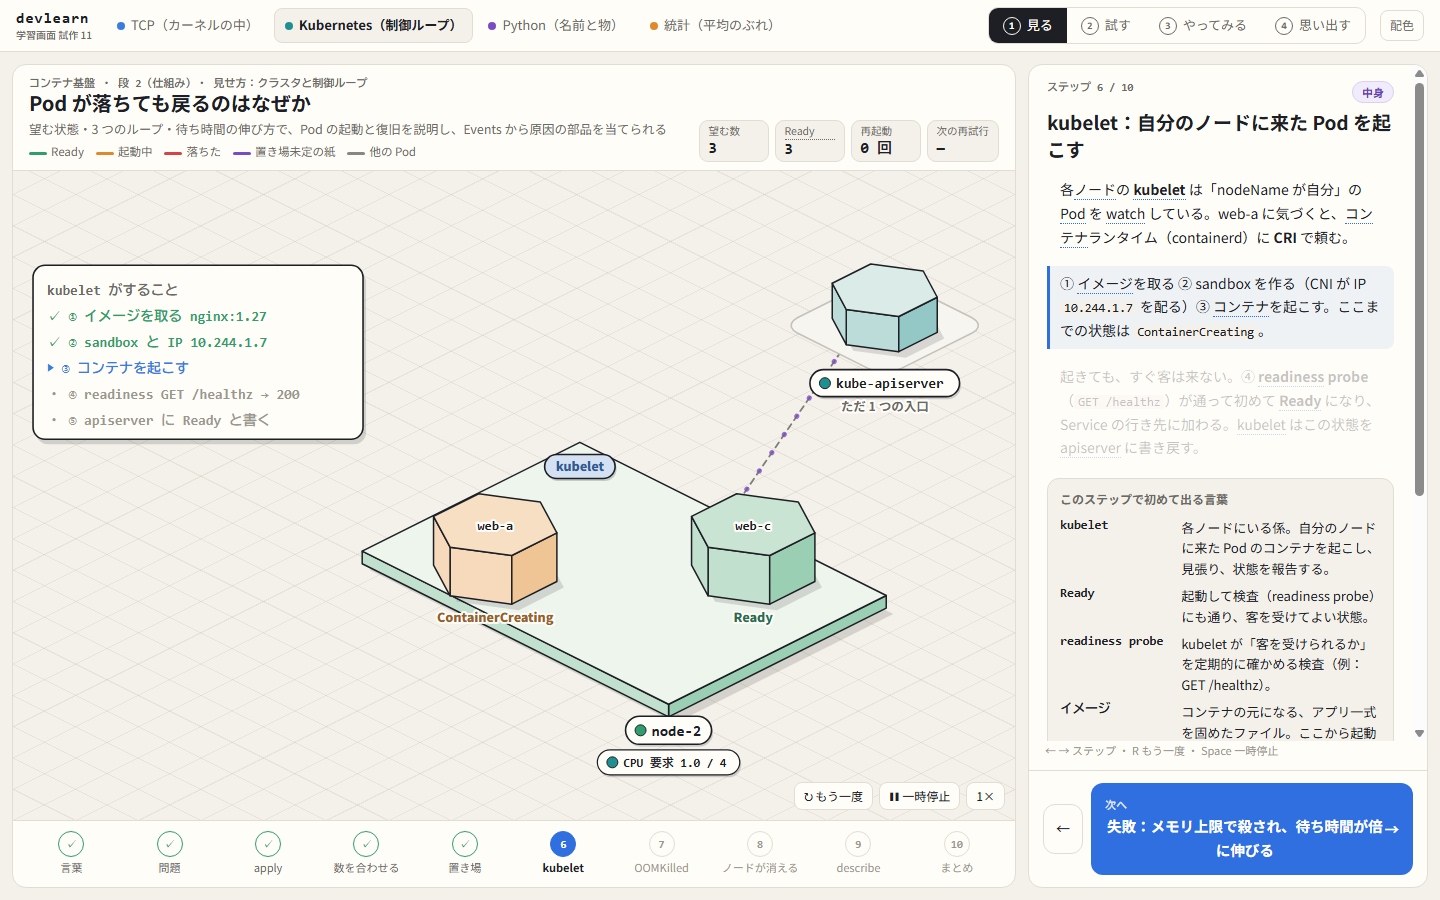 devlearn
学習画面 試作 11
TCP（カーネルの中）
Kubernetes（制御ループ）
Python（名前と物）
統計（平均のぶれ）
1 見る
2 試す
3 やってみる
4 思い出す
配色
コンテナ基盤 ・ 段 2（仕組み）・ 見せ方：クラスタと制御ループ
Pod が落ちても戻るのはなぜか
望む状態・3 つのループ・待ち時間の伸び方で、Pod の起動と復旧を説明し、Events から原因の部品を当てられる
Ready
起動中
落ちた
置き場未定の紙
他の Pod
望む数
3
Ready
3
再起動
0 回
次の再試行
—
kubelet がすること
✓ ① イメージを取る nginx:1.27
✓ ② sandbox と IP 10.244.1.7
▶ ③ コンテナを起こす
・ ④ readiness GET /healthz → 200
・ ⑤ apiserver に Ready と書く
kube-apiserver
ただ 1 つの入口
kubelet
web-a
web-c
ContainerCreating
Ready
node-2
CPU 要求 1.0 / 4
↻ もう一度
一時停止
1×
✓
✓
✓
✓
✓
6
7
8
9
10
言葉
問題
apply
数を合わせる
置き場
kubelet
OOMKilled
ノードが消える
describe
まとめ
ステップ 6 / 10
中身
kubelet：自分のノードに来た Pod を起
こす
各ノードの kubelet は「nodeName が自分」の
Pod を watch している。web-a に気づくと、コン
テナランタイム（containerd）に CRI で頼む。
① イメージを取る ② sandbox を作る（CNI が IP
10.244.1.7 を配る）③ コンテナを起こす。ここま
での状態は ContainerCreating 。
起きても、すぐ客は来ない。④ readiness probe
（ GET /healthz ）が通って初めて Ready になり、
Service の行き先に加わる。kubelet はこの状態を
apiserver に書き戻す。
このステップで初めて出る言葉
kubelet
各ノードにいる係。自分のノード
に来た Pod のコンテナを起こし、
見張り、状態を報告する。
Ready
起動して検査（readiness probe）
にも通り、客を受けてよい状態。
readiness probe
kubelet が「客を受けられるか」
を定期的に確かめる検査（例：
GET /healthz）。
イメージ
コンテナの元になる、アプリ一式
を固めたファイル。ここから起動
← → ステップ ・ R もう一度 ・ Space 一時停止
←
次へ
失敗：メモリ上限で殺され、待ち時間が倍
に伸びる
→